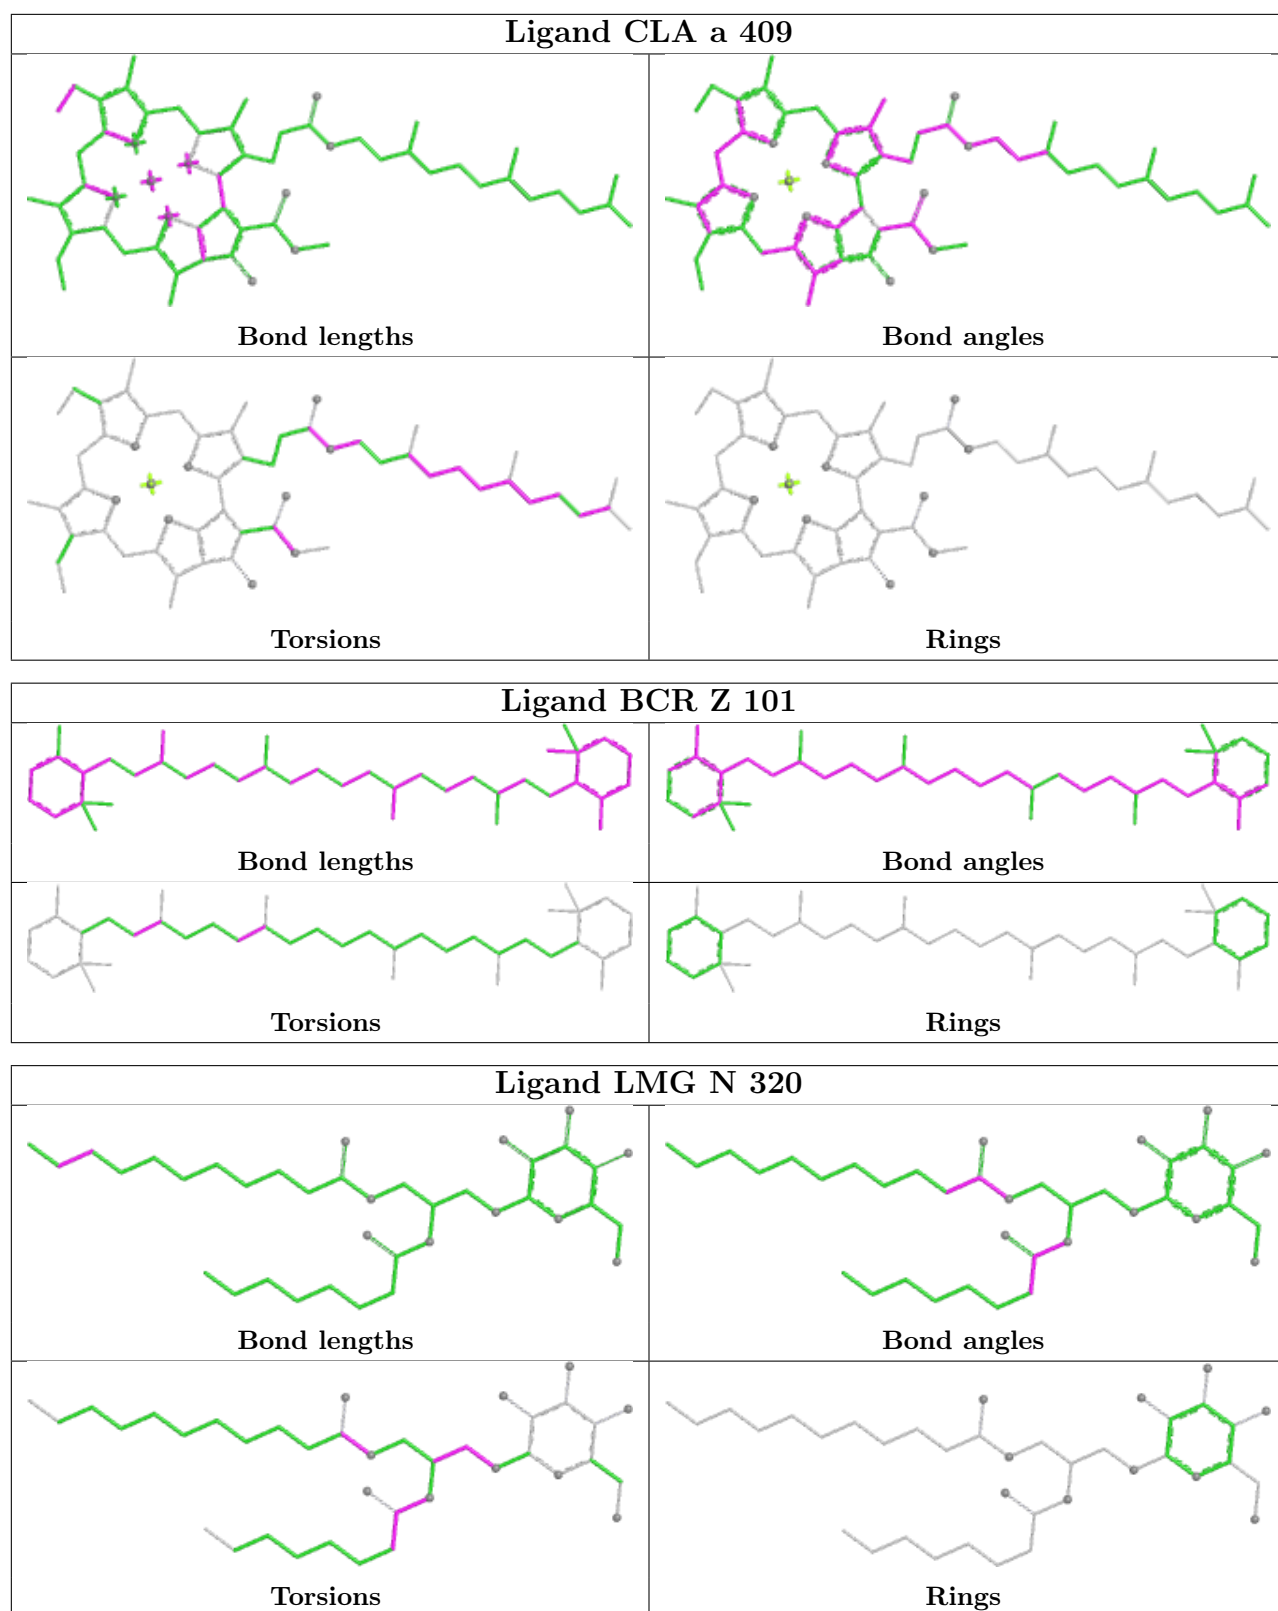 Ligand CLA a 409
Bond lengths
Bond angles
Torsions
Rings
Ligand BCR Z 101
Bond lengths
Bond angles
Torsions
Rings
Ligand LMG N 320
Bond lengths
Bond angles
Torsions
Rings